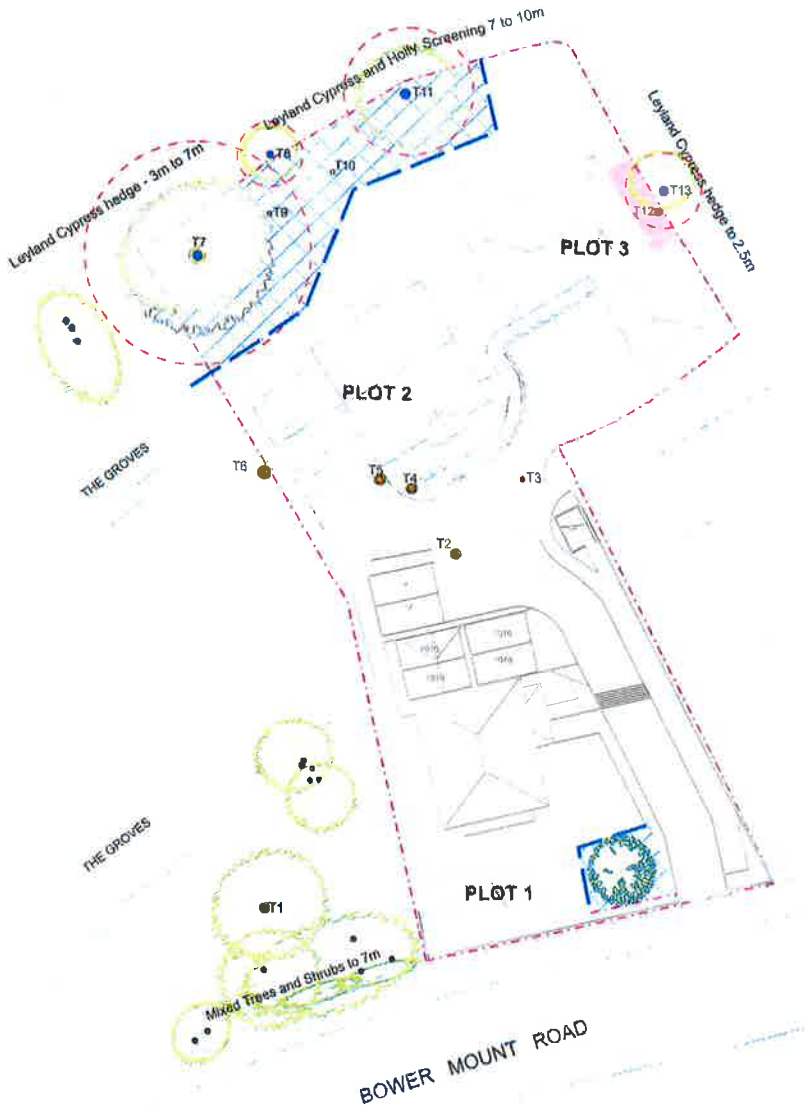 Leyland Cypress and Holly Screening 7 to 10m
T11
Leyland Cypress hedge to 2.5m
T8
T10
Leyland Cypress hedge - 3m to 7m
T13
T9
T12
T7
PLOT 3
PLOT 2
THE GROVES
T6
T5
T4
T3
T2
THE GROVES
PLOT 1
T1
Mixed Trees and Shrubs to 7m
BOWER MOUNT ROAD